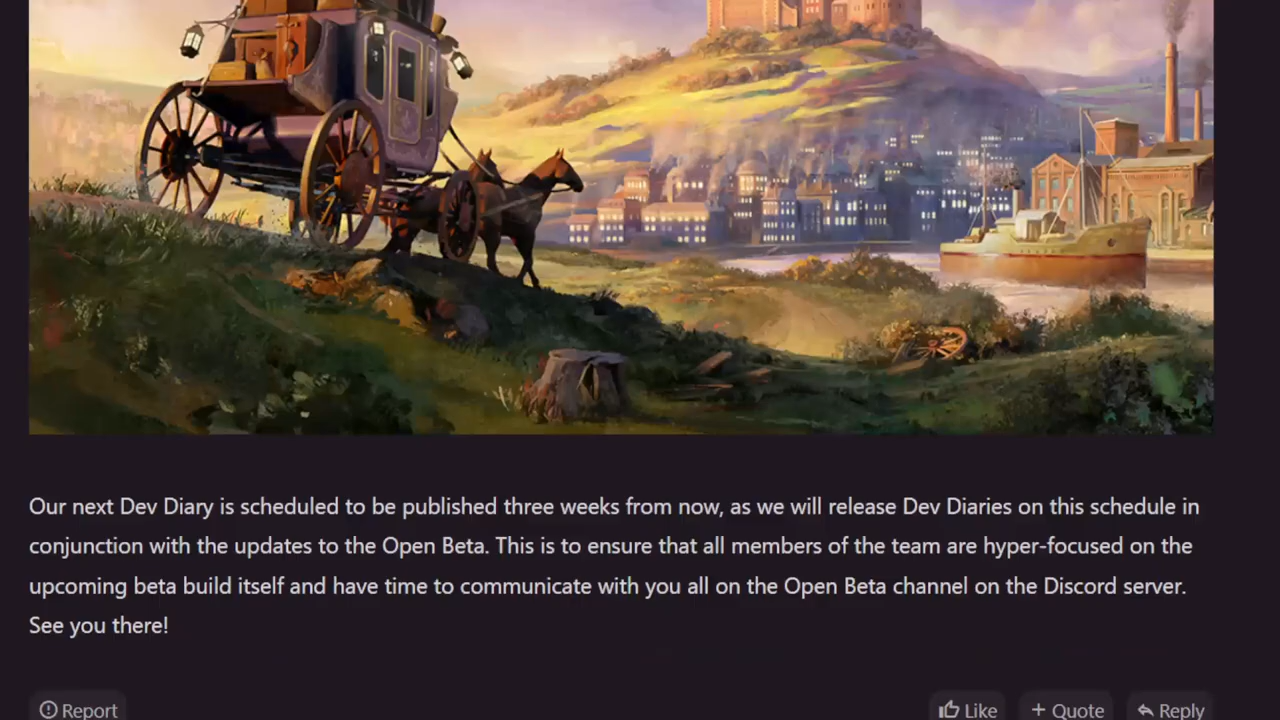 Our next Dev Diary is scheduled to be published three weeks from now, as we will release Dev Diaries on this schedule in
conjunction with the updates to the Open Beta. This is to ensure that all members of the team are hyper-focused on the
upcoming beta build itself and have time to communicate with you all on the Open Beta channel on the Discord server.
See you there!
Report Like + Quote Reply